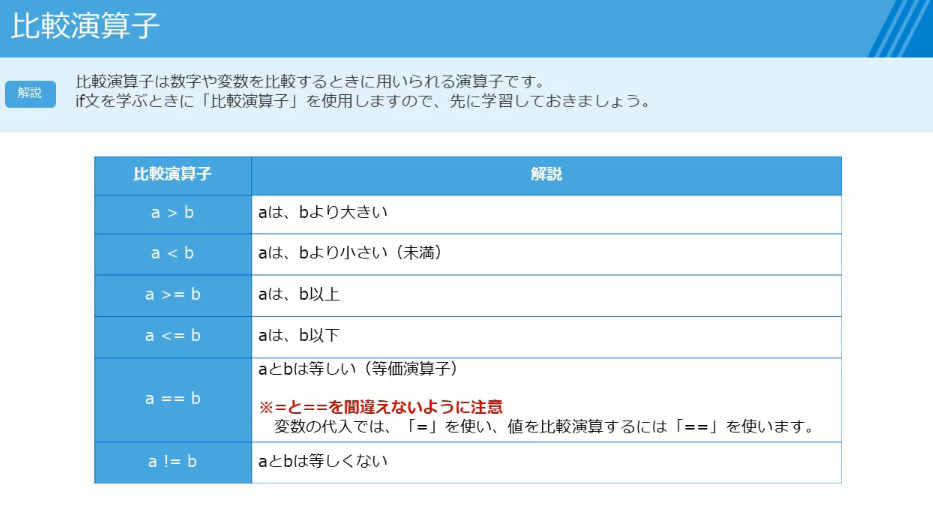 比較演算子
解説
比較演算子は数字や変数を比較するときに用いられる演算子です。
if文を学ぶときに「比較演算子」を使用しますので、先に学習しておきましょう。
比較演算子 解説
a > b aは、bより大きい
a < b aは、bより小さい（未満）
a >= b aは、b以上
a <= b aは、b以下
a == b aとbは等しい（等価演算子）
※=と==を間違えないように注意
変数の代入では、「=」を使い、値を比較演算するには「==」を使います。
a != b aとbは等しくない